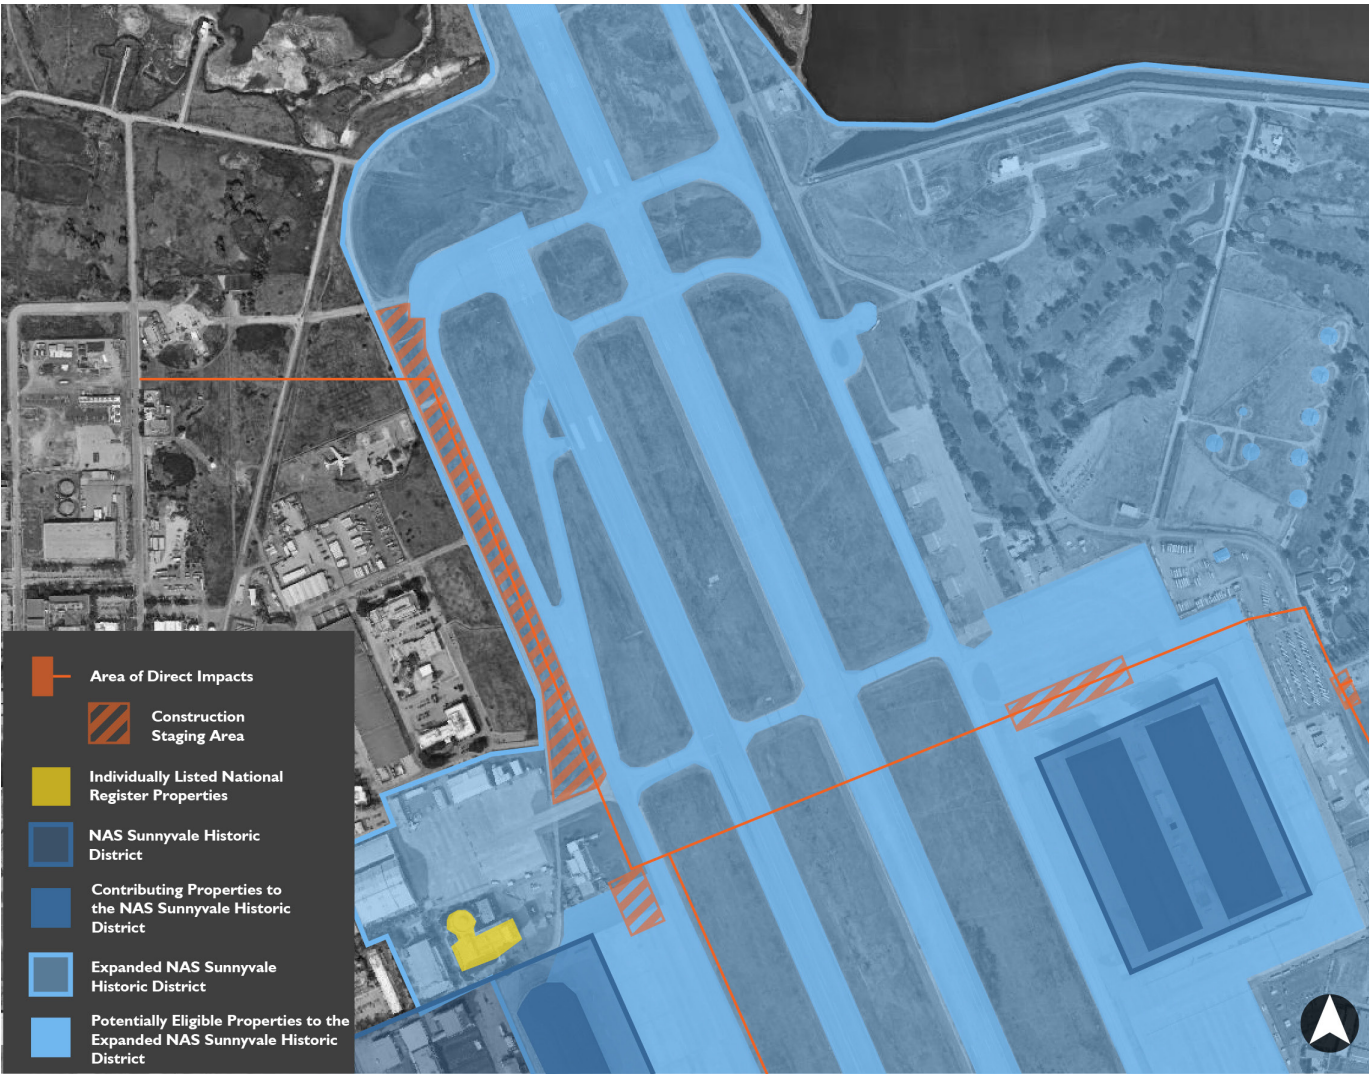 Area of Direct Impacts
Construction
Staging Area
Individually Listed National
Register Properties
NAS Sunnyvale Historic
District
Contributing Properties to
the NAS Sunnyvale Historic
District
Expanded NAS Sunnyvale
Historic District
Potentially Eligible Properties to the
Expanded NAS Sunnyvale Historic
District